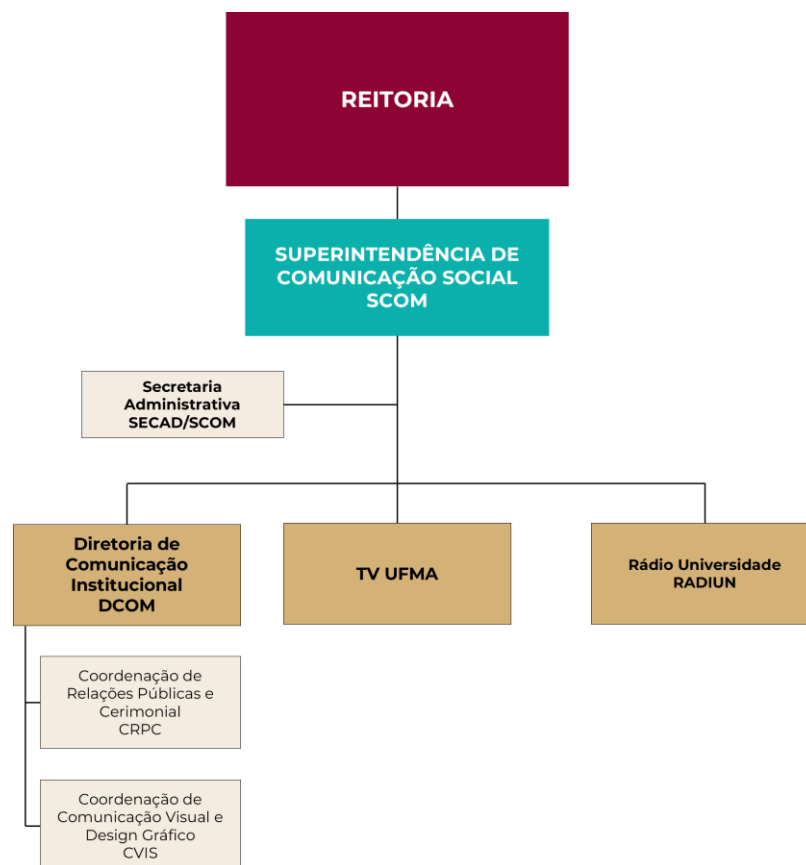 REITORIA
SUPERINTENDÊNCIA DE
COMUNICAÇÃO SOCIAL
SCOM
Secretaria
Administrativa
SECAD/SCOM
Diretoria de
Comunicação
Institucional
DCOM
TV UFMA
Rádio Universidade
RADIUN
Coordenação de
Relações Públicas e
Cerimonial
CRPC
Coordenação de
Comunicação Visual e
Design Gráfico
CVIS